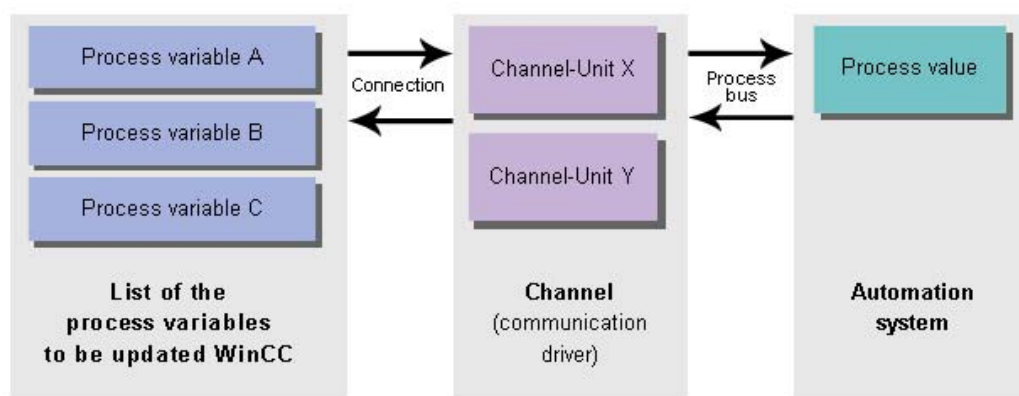 Process variable A
Process variable B
Process variable C
List of the
process variables
to be updated WinCC
Connection
Channel-Unit X
Channel-Unit Y
Channel
(communication
driver)
Process
bus
Process value
Automation
system